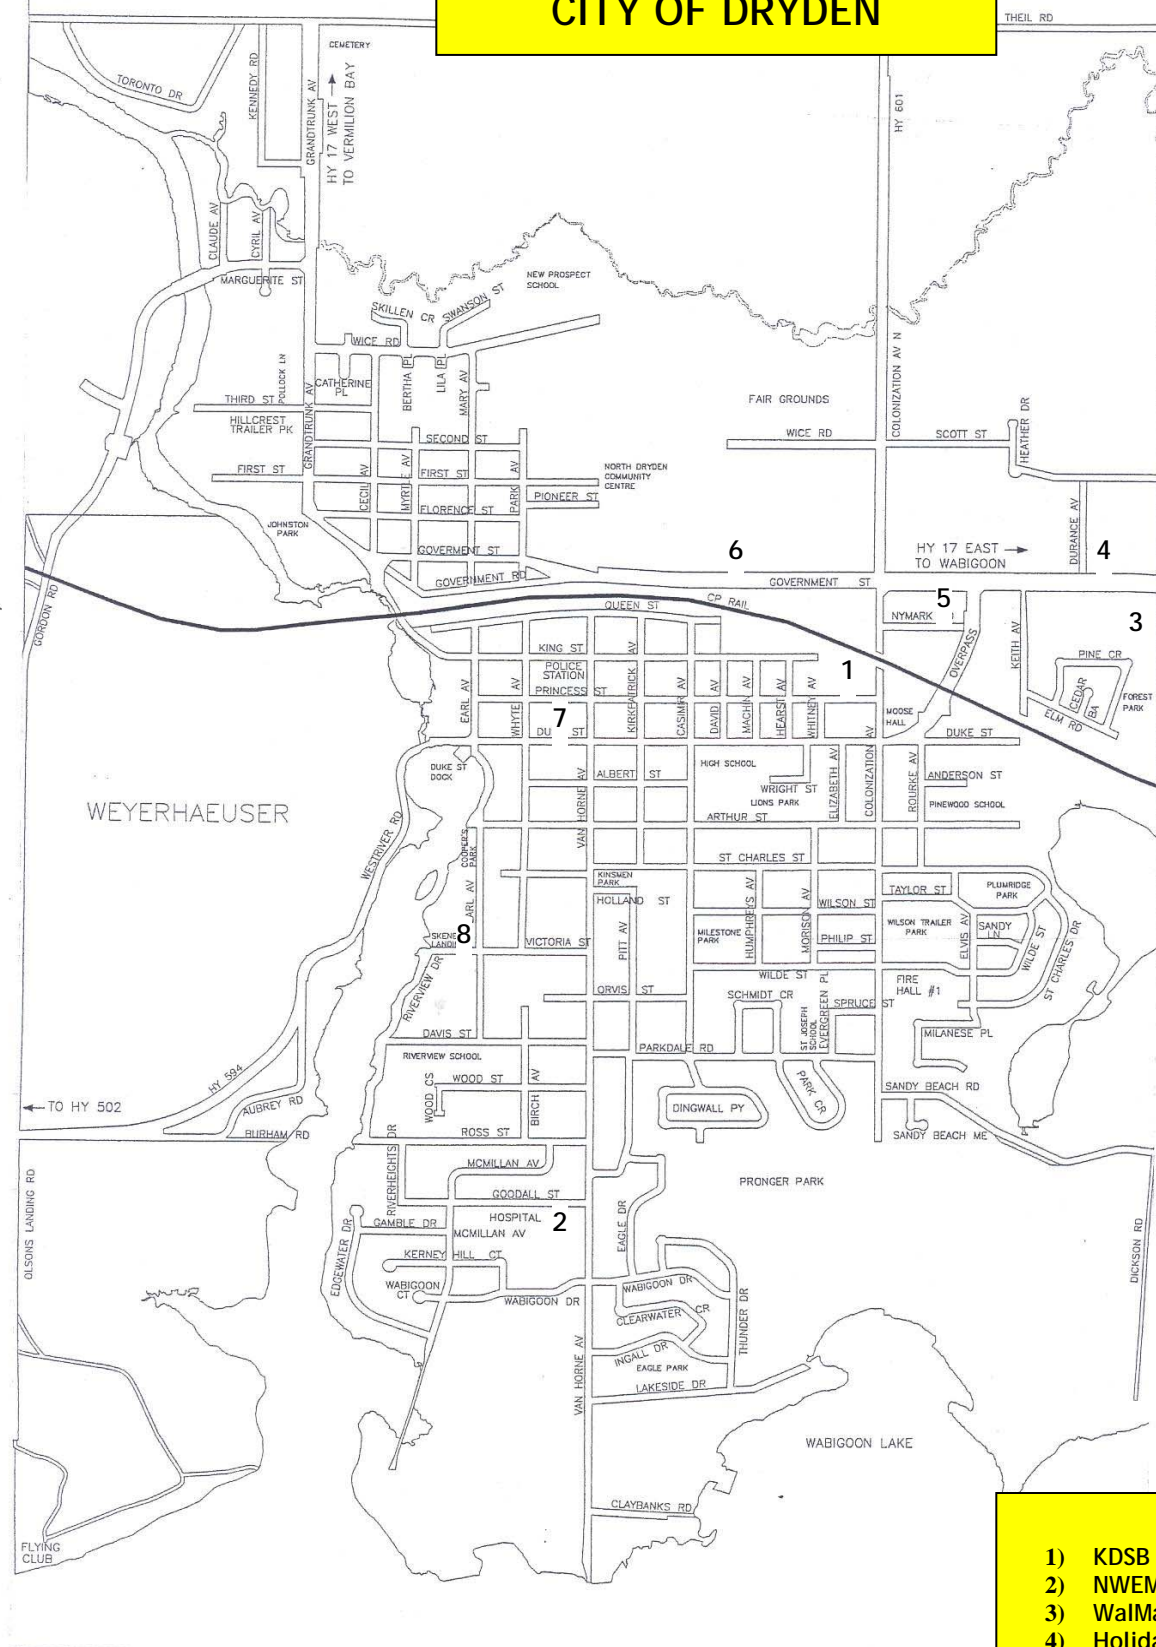 CITY OF DRYDEN
THEIL RD
CEMETERY
TORONTO DR
KENNEDY RD
GRANDTRUNK AV
HY 17 WEST →
TO VERMILION BAY
HY 601
CLAUDE AV
CYRIL AV
MARGUERITE ST
NEW PROSPECT
SCHOOL
SKILLEN CR
SWANSON ST
WICE RD
POLLOCK LN
CATHERINE
PL
BERTHA PL
LILA PL
MARY AV
COLONIZATION AV N
THIRD ST
HILLCREST
TRAILER PK
GRANDTRUNK AV
FAIR GROUNDS
WICE RD
SCOTT ST
HEATHER DR
SECOND ST
FIRST ST
CECIL AV
MYRTLE AV
FIRST ST
PARK AV
NORTH DRYDEN
COMMUNITY
CENTRE
PIONEER ST
FLORENCE ST
JOHNSTON
PARK
DURANCE AV
GOVERMENT ST
6
HY 17 EAST →
TO WABIGOON
4
GOVERNMENT RD
GOVERNMENT ST
GORDON RD
QUEEN ST
CP RAIL
5
NYMARK
3
KING ST
OVERPASS
KEITH AV
PINE CR
POLICE
STATION
1
PRINCESS ST
EARL AV
WHYTE AV
KIRKPATRICK AV
CASIMIR AV
DAVID AV
MACHIN AV
HEARST AV
WHITNEY AV
CEDAR BA
FOREST
PARK
7
MOOSE
HALL
ELM RD
DU ST
DUKE ST
DUKE ST
DOCK
ALBERT ST
HIGH SCHOOL
VAN HORNE AV
WRIGHT ST
LIONS PARK
ELIZABETH AV
COLONIZATION AV
ROURKE AV
ANDERSON ST
PINEWOOD SCHOOL
WEYERHAEUSER
ARTHUR ST
WESTRIVER RD
COOPER'S
PARK
ST CHARLES ST
KINSMEN
PARK
HOLLAND ST
TAYLOR ST
PLUMRIDGE
PARK
ARL AV
HUMPHREYS AV
MORISON AV
WILSON ST
WILSON TRAILER
PARK
ELVIS AV
SANDY
LN
8
SKENE
LANDI
VICTORIA ST
PITT AV
MILESTONE
PARK
PHILIP ST
WILDE ST
ST CHARLES DR
RIVERVIEW DR
WILDE ST
FIRE
HALL #1
ORVIS ST
SCHMIDT CR
EVERGREEN PL
SPRUCE ST
DAVIS ST
ST JOSEPH
SCHOOL
MILANESE PL
RIVERVIEW SCHOOL
PARKDALE RD
HY 594
WOOD CS
WOOD ST
BIRCH AV
PARK CR
SANDY BEACH RD
← TO HY 502
AUBREY RD
DINGWALL PY
BURHAM RD
ROSS ST
SANDY BEACH ME
RIVERHEIGHTS DR
MCMILLAN AV
PRONGER PARK
GOODALL ST
OLSONS LANDING RD
EDGEWATER DR
GAMBLE DR
HOSPITAL
2
MCMILLAN AV
EAGLE DR
DICKSON RD
KERNEY HILL CT
WABIGOON
CT
WABIGOON DR
WABIGOON DR
CLEARWATER CR
THUNDER DR
VAN HORNE AV
INGALL DR
EAGLE PARK
LAKESIDE DR
WABIGOON LAKE
CLAYBANKS RD
FLYING
CLUB
1) KDSB
2) NWEM
3) WalMa
4) Holida